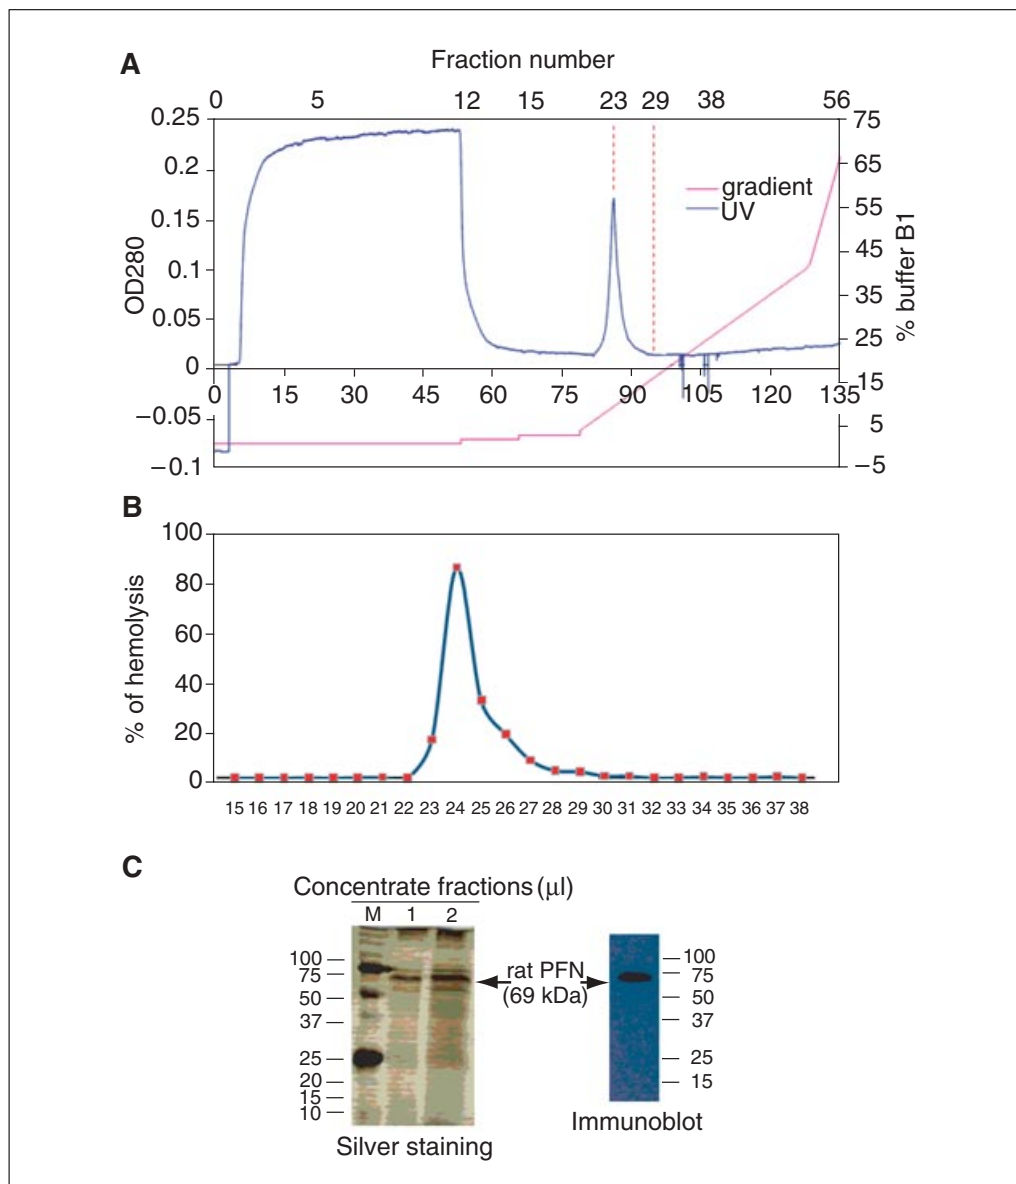 A
Fraction number
0 5 12 15 23 29 38 56
0.25
0.2
0.15
0.1
0.05
0
−0.05
−0.1
OD280
75
65
55
45
35
25
15
5
−5
% buffer B1
gradient
UV
0 15 30 45 60 75 90 105 120 135
B
100
80
60
40
20
0
% of hemolysis
15 16 17 18 19 20 21 22 23 24 25 26 27 28 29 30 31 32 33 34 35 36 37 38
C
Concentrate fractions (µl)
M 1 2
100
75
50
37
25
20
15
10
rat PFN
(69 kDa)
100
75
50
37
25
15
Silver staining
Immunoblot